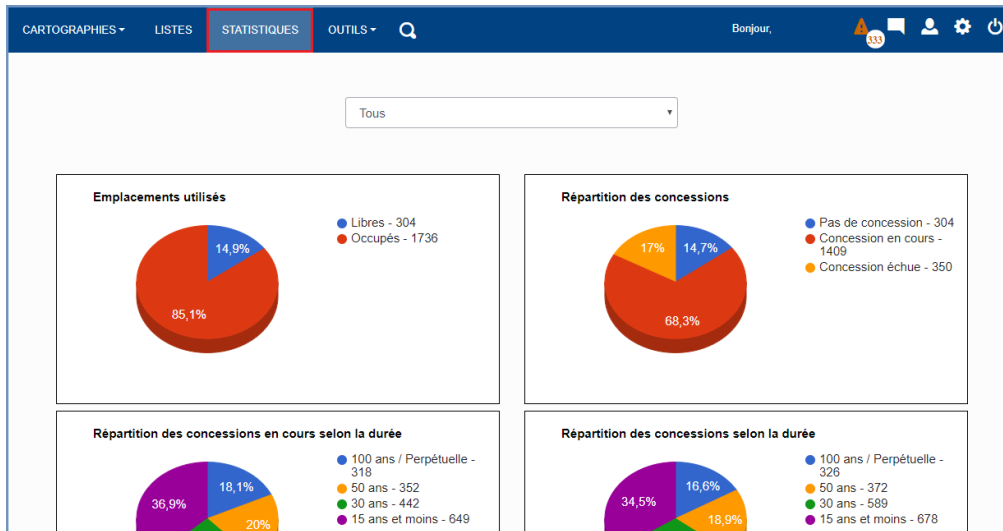 CARTOGRAPHIES LISTES STATISTIQUES OUTILS Bonjour, 333
Tous
Emplacements utilisés
Libres - 304
Occupés - 1736
14,9%
85,1%
Répartition des concessions
Pas de concession - 304
Concession en cours -
1409
Concession échue - 350
17% 14,7%
68,3%
Répartition des concessions en cours selon la durée
100 ans / Perpétuelle -
318
50 ans - 352
30 ans - 442
15 ans et moins - 649
18,1%
36,9%
20%
Répartition des concessions selon la durée
100 ans / Perpétuelle -
326
50 ans - 372
30 ans - 589
15 ans et moins - 678
16,6%
34,5%
18,9%